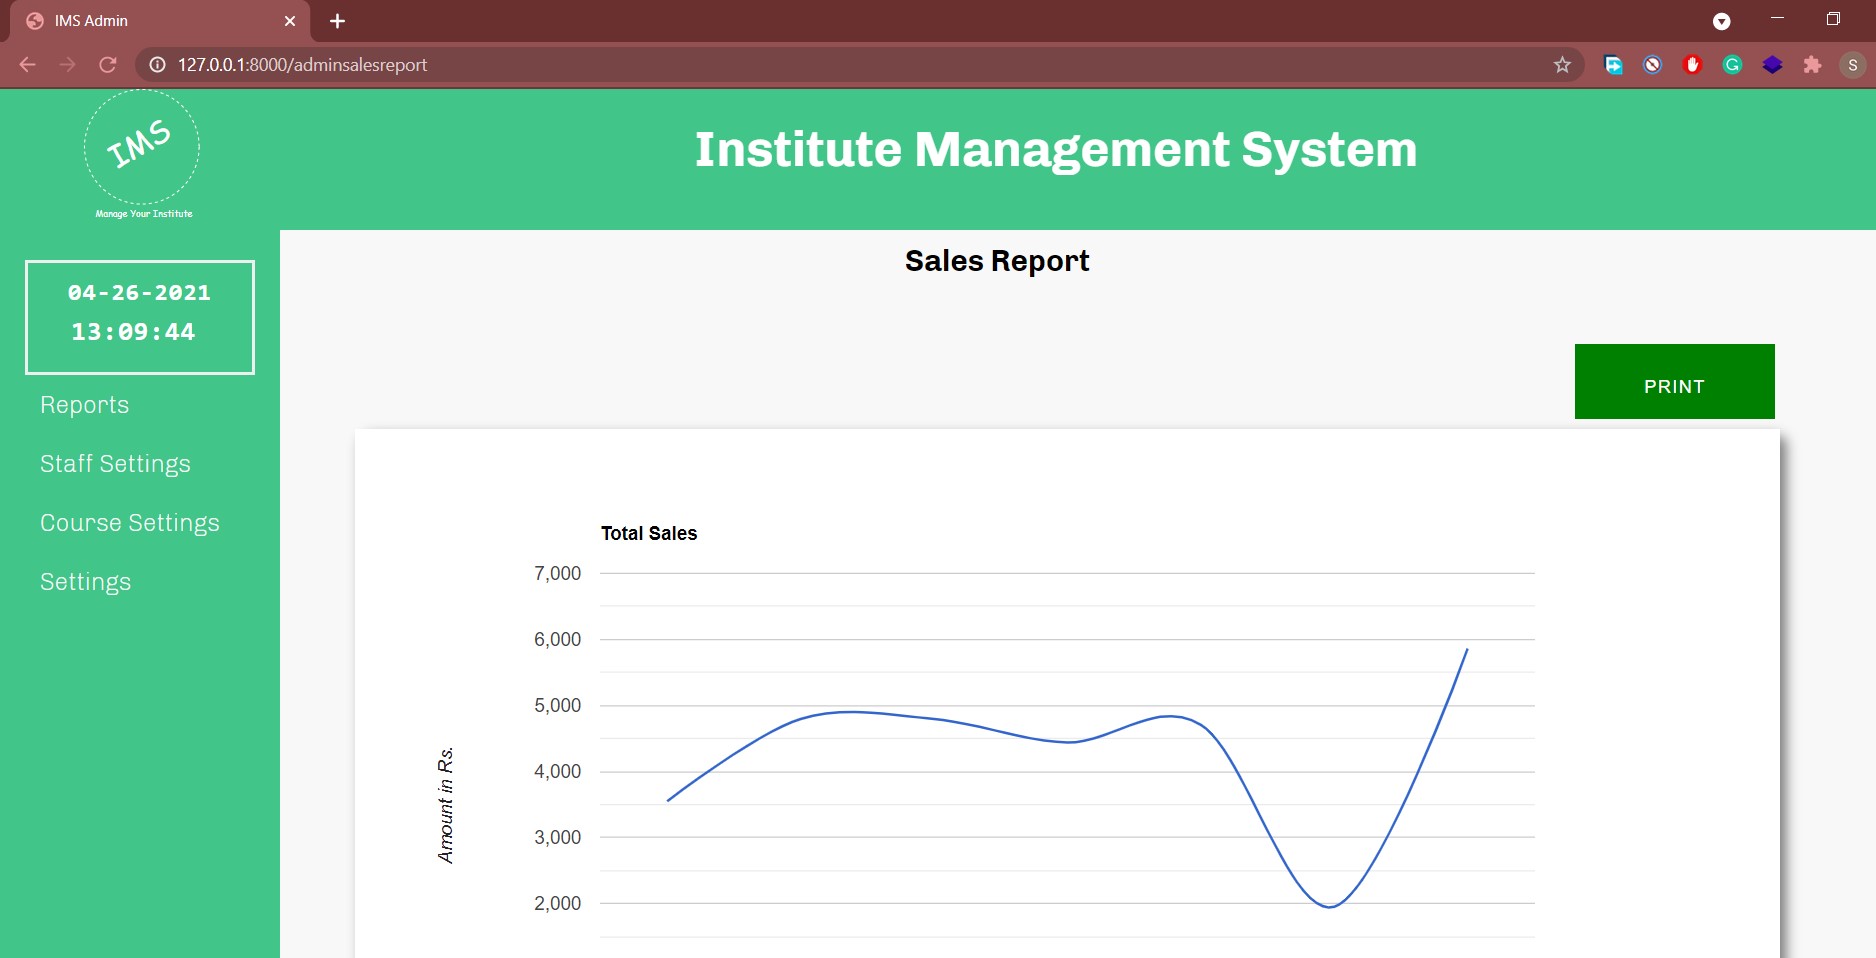 IMS Admin
127.0.0.1:8000/adminsalesreport
S
IMS
Manage Your Institute
Institute Management System
04-26-2021
13:09:44
Reports
Staff Settings
Course Settings
Settings
Sales Report
PRINT
Total Sales
7,000
6,000
5,000
4,000
3,000
2,000
Amount in Rs.